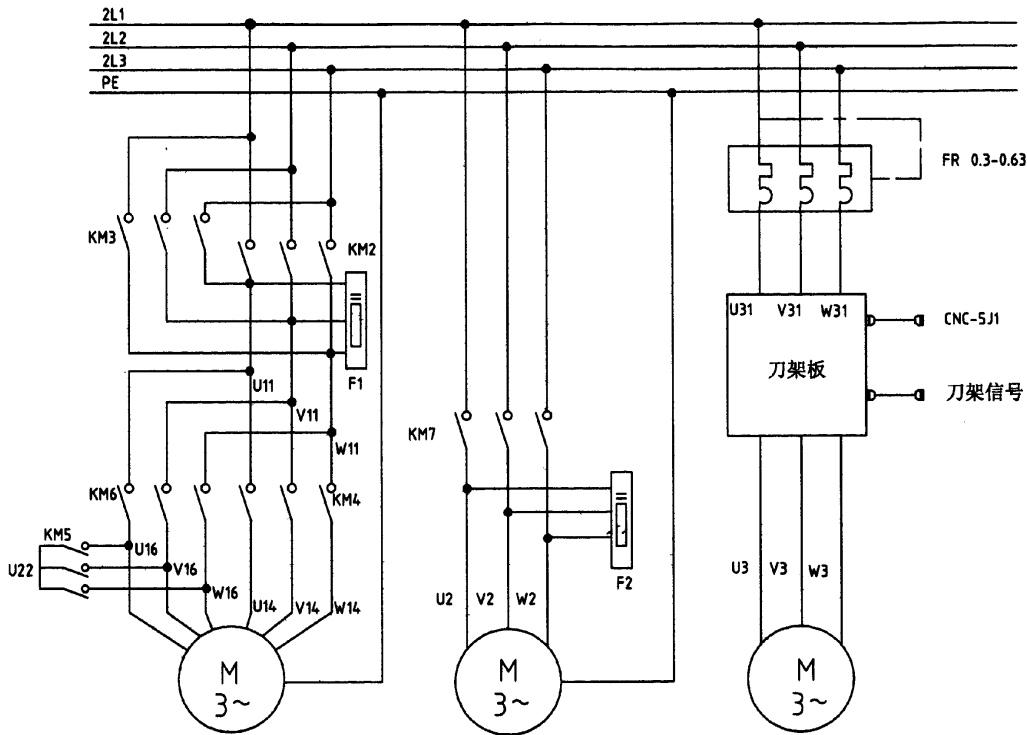 2L1
2L2
2L3
PE
FR 0.3-0.63
KM3
KM2
U31
V31
W31
CNC-5J1
刀架板
F1
U11
刀架信号
V11
KM7
W11
KM6
KM4
KM5
U16
U22
V16
W16
U14
V14
W14
U2
V2
W2
F2
U3
V3
W3
M
3~
M
3~
M
3~